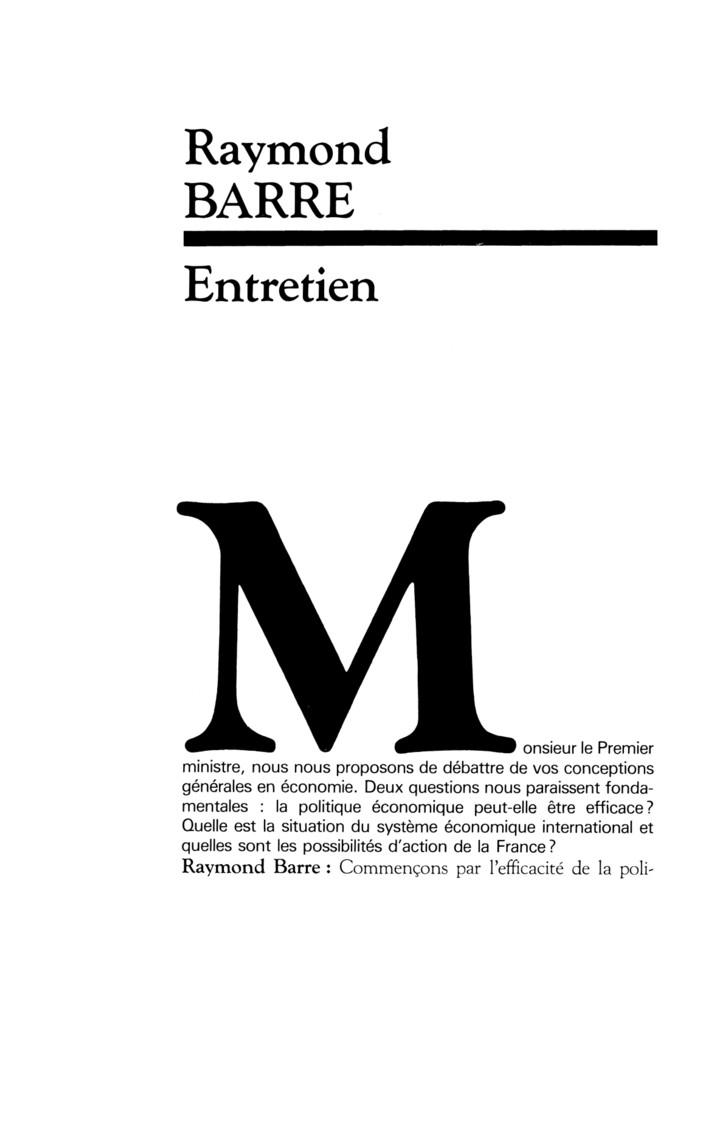 Raymond
BARRE
Entretien
Monsieur le Premier
ministre, nous nous proposons de débattre de vos conceptions
générales en économie. Deux questions nous paraissent fonda-
mentales : la politique économique peut-elle être efficace ?
Quelle est la situation du système économique international et
quelles sont les possibilités d'action de la France ?
Raymond Barre : Commençons par l'efficacité de la poli-